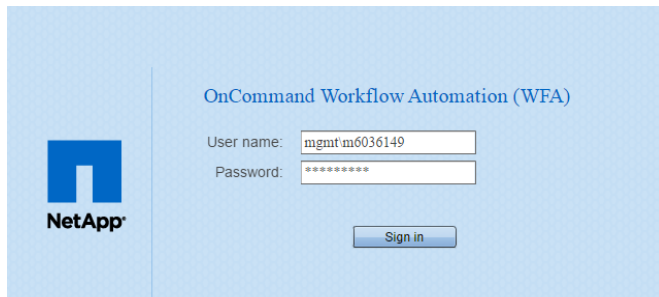 OnCommand Workflow Automation (WFA)
User name: mgmt\m6036149
Password: *********
NetApp®
Sign in